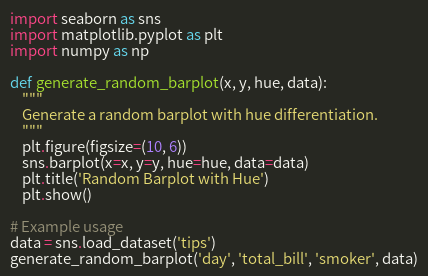 import seaborn as sns
import matplotlib.pyplot as plt
import numpy as np

def generate_random_barplot(x, y, hue, data):
    """
    Generate a random barplot with hue differentiation.
    """
    plt.figure(figsize=(10, 6))
    sns.barplot(x=x, y=y, hue=hue, data=data)
    plt.title('Random Barplot with Hue')
    plt.show()

# Example usage
data = sns.load_dataset('tips')
generate_random_barplot('day', 'total_bill', 'smoker', data)